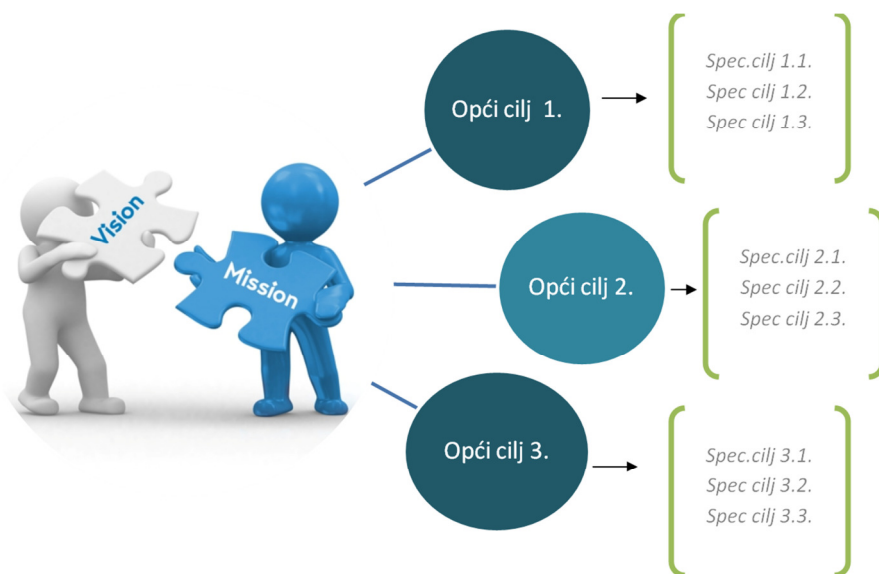 Vision
Mission
Opći cilj 1.
Spec.cilj 1.1.
Spec cilj 1.2.
Spec cilj 1.3.
Opći cilj 2.
Spec.cilj 2.1.
Spec cilj 2.2.
Spec cilj 2.3.
Opći cilj 3.
Spec.cilj 3.1.
Spec cilj 3.2.
Spec cilj 3.3.